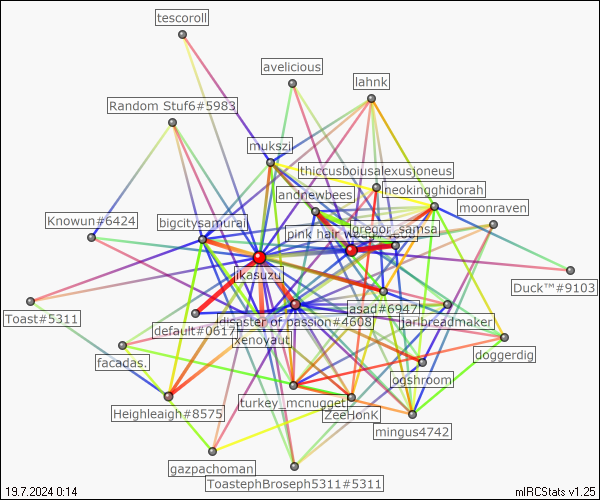 tescoroll
avelicious
lahnk
Random Stuf6#5983
mukszi
thiccusboiusalexusjoneus
neokingghidorah
andnewbees
moonraven
Knowun#6424
bigcitysamurai
gregor_samsa
pink hair
ikasuzu
Duck™#9103
asad#6947
Toast#5311
default#0617
disaster of passion#4608
jarlbreadmaker
xenovaut
facadas.
doggerdig
ogshroom
Heighleaigh#8575
turkey_mcnugget
ZeeHonK
mingus4742
gazpachoman
ToastephBroseph5311#5311
19.7.2024 0:14
mIRCStats v1.25